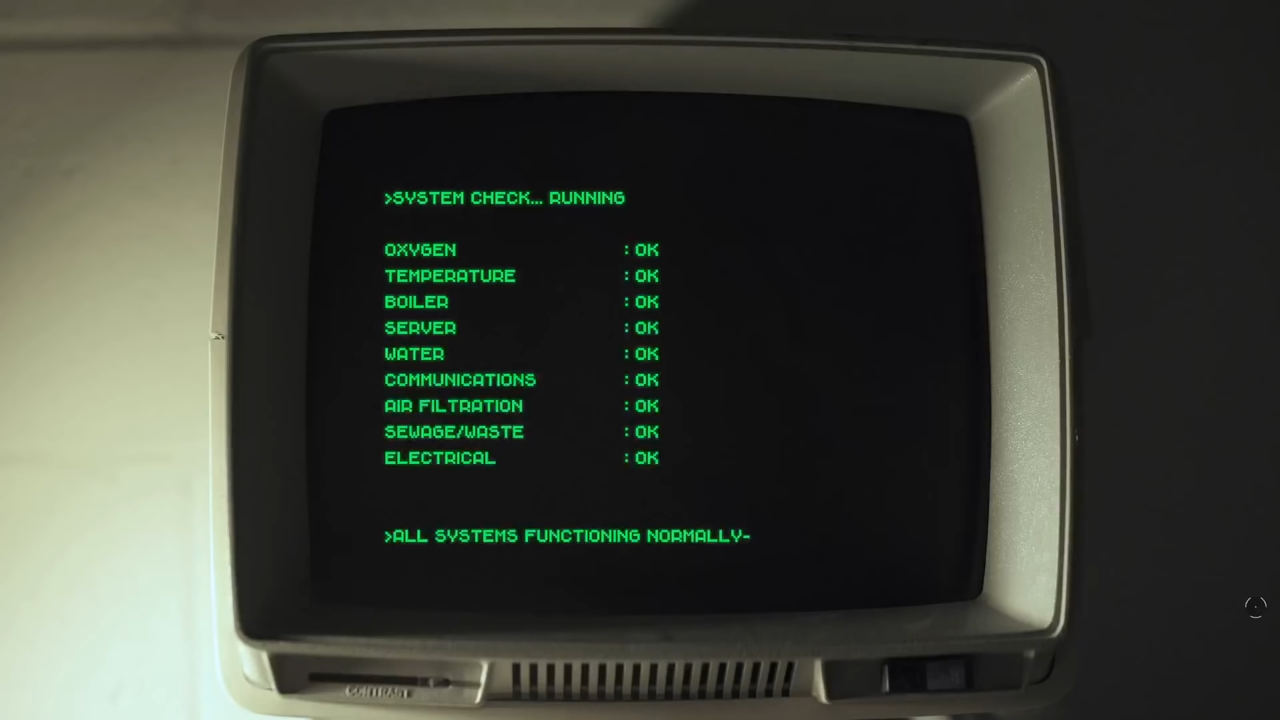 >SYSTEM CHECK... RUNNING
OXYGEN : OK
TEMPERATURE : OK
BOILER : OK
SERVER : OK
WATER : OK
COMMUNICATIONS : OK
AIR FILTRATION : OK
SEWAGE/WASTE : OK
ELECTRICAL : OK
>ALL SYSTEMS FUNCTIONING NORMALLY-
CONTRAST